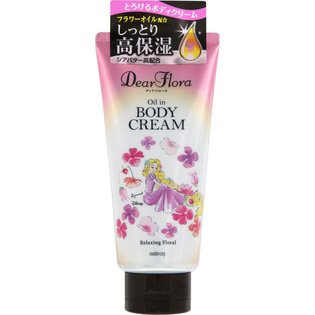 とろけるボディクリーム
フラワーオイル配合
しっとり
高保湿
シアバター高配合
Dear Flora
ディアフローラ
Oil in
BODY
CREAM
Disney
Relaxing Floral